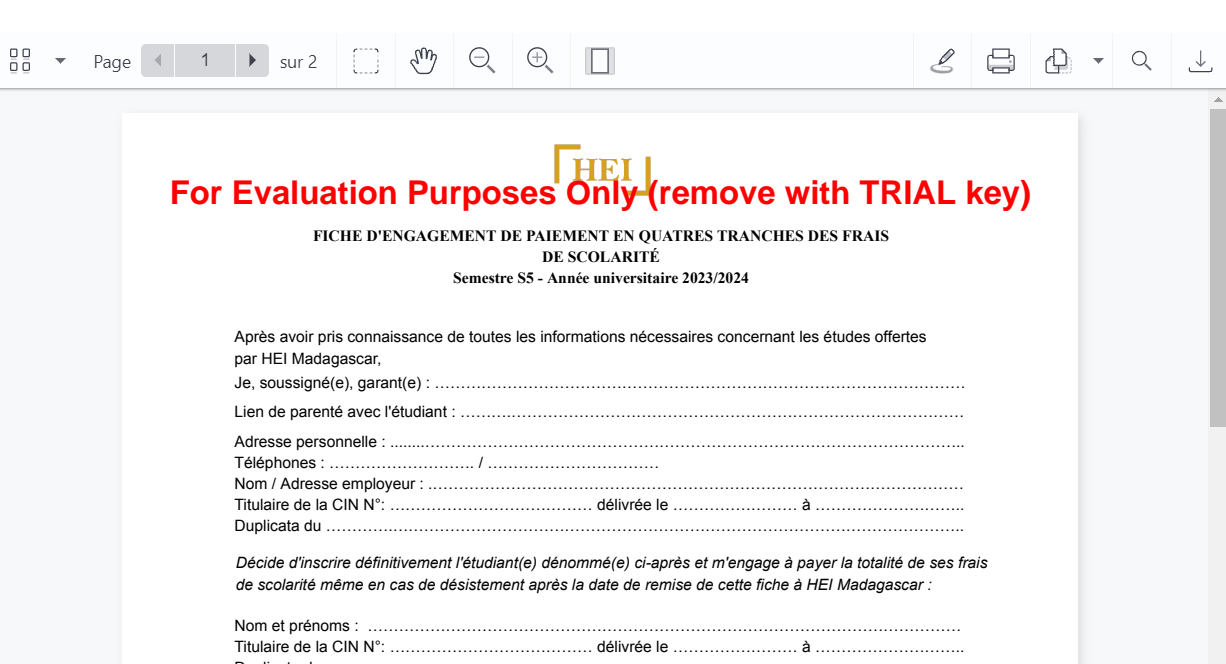 Page 1 sur 2
HEI
For Evaluation Purposes Only (remove with TRIAL key)
FICHE D'ENGAGEMENT DE PAIEMENT EN QUATRES TRANCHES DES FRAIS
DE SCOLARITÉ
Semestre S5 - Année universitaire 2023/2024
Après avoir pris connaissance de toutes les informations nécessaires concernant les études offertes
par HEI Madagascar,
Je, soussigné(e), garant(e) : ……………………………………………………………………………………
Lien de parenté avec l'étudiant : ………………………………………………………………………………
Adresse personnelle : ........……………………………………………………………………………………..
Téléphones : ………………………. / ……………………………
Nom / Adresse employeur : ……………………………………………………………………………………
Titulaire de la CIN N°: ………………………………… délivrée le …………………… à ………………………..
Duplicata du ………………………………………………………………………………………………………..
Décide d'inscrire définitivement l'étudiant(e) dénommé(e) ci-après et m'engage à payer la totalité de ses frais
de scolarité même en cas de désistement après la date de remise de cette fiche à HEI Madagascar :
Nom et prénoms : ……………………………………………………………………………………………
Titulaire de la CIN N°: ………………………………… délivrée le …………………… à ………………………..